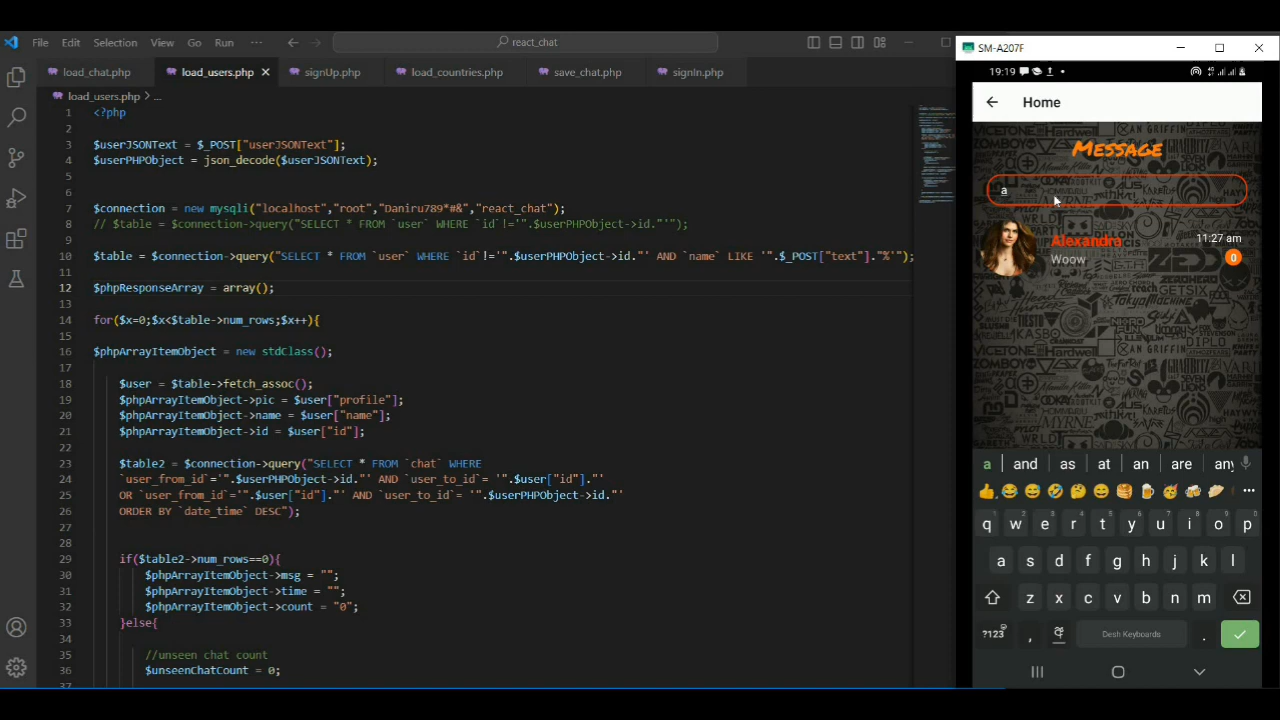 File Edit Selection View Go Run ··· react_chat
load_chat.php load_users.php signUp.php load_countries.php save_chat.php signIn.php
load_users.php > ...
1 <?php
2
3 $userJSONText = $_POST["userJSONText"];
4 $userPHPObject = json_decode($userJSONText);
5
6
7 $connection = new mysqli("localhost","root","Daniru789*#&","react_chat");
8 // $table = $connection->query("SELECT * FROM `user` WHERE `id`!='".$userPHPObject->id."'");
9
10 $table = $connection->query("SELECT * FROM `user` WHERE `id`!='".$userPHPObject->id."' AND `name` LIKE '".$_POST["text"]."%'");
11
12 $phpResponseArray = array();
13
14 for($x=0;$x<$table->num_rows;$x++){
15
16 $phpArrayItemObject = new stdClass();
17
18 $user = $table->fetch_assoc();
19 $phpArrayItemObject->pic = $user["profile"];
20 $phpArrayItemObject->name = $user["name"];
21 $phpArrayItemObject->id = $user["id"];
22
23 $table2 = $connection->query("SELECT * FROM `chat` WHERE
24 `user_from_id`='".$userPHPObject->id."' AND `user_to_id`= '".$user["id"]."'
25 OR `user_from_id`='".$user["id"]."' AND `user_to_id`= '".$userPHPObject->id."'
26 ORDER BY `date_time` DESC");
27
28
29 if($table2->num_rows==0){
30 $phpArrayItemObject->msg = "";
31 $phpArrayItemObject->time = "";
32 $phpArrayItemObject->count = "0";
33 }else{
34
35 //unseen chat count
36 $unseenChatCount = 0;
37
SM-A207F
19:19
Home
Message
a
Alexandra 11:27 am
Woow 0
a and as at an are any
q w e r t y u i o p
a s d f g h j k l
z x c v b n m
?123 , Desh Keyboards .